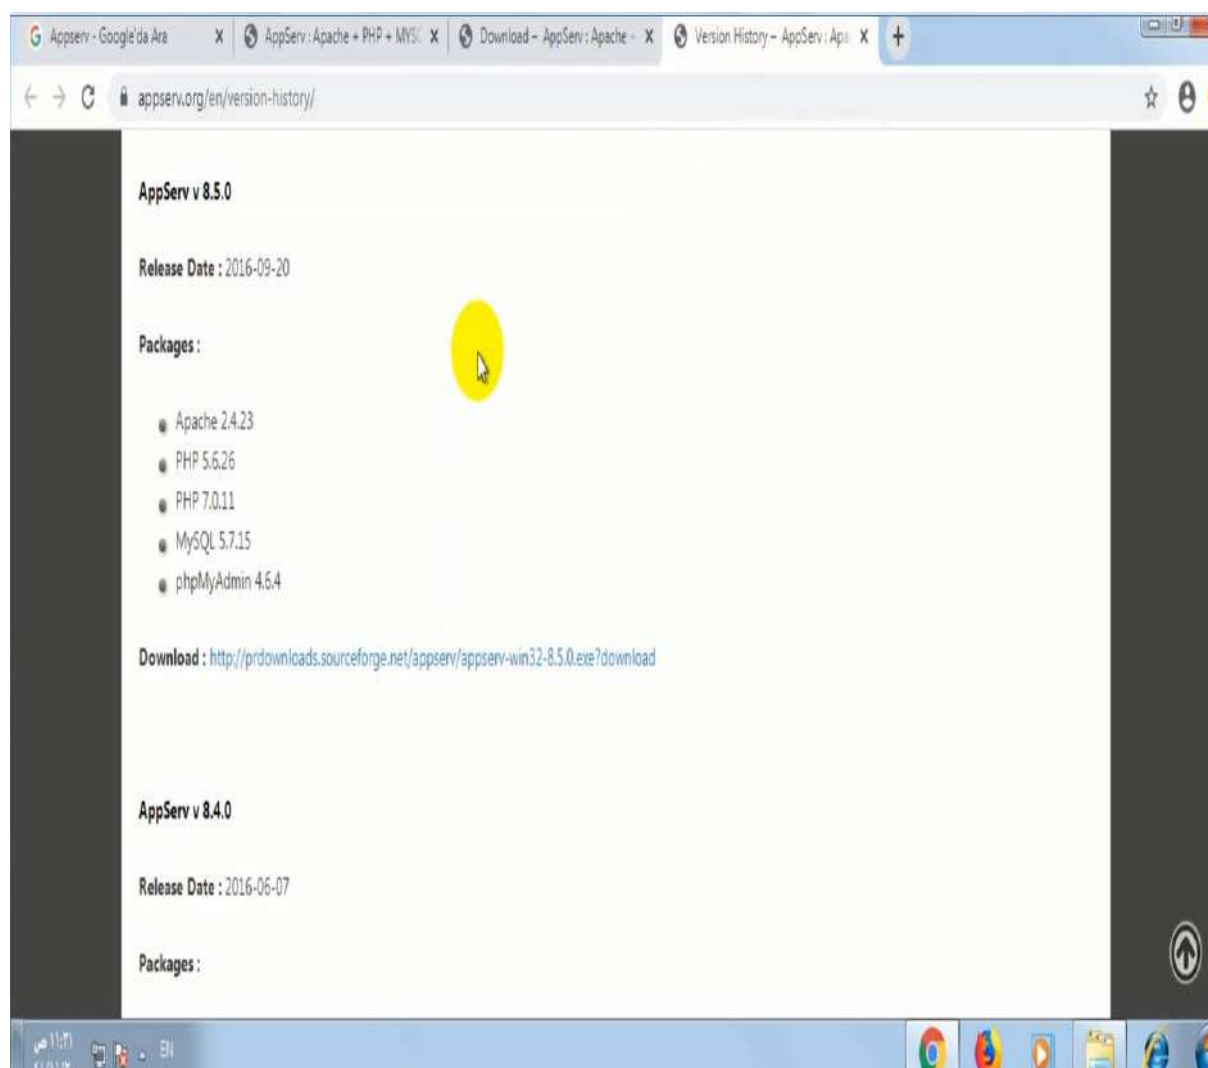 Appserv - Google'da Ara
AppServ : Apache + PHP + MYS
Download – AppServ : Apache -
Version History – AppServ : Apa
appserv.org/en/version-history/
AppServ v 8.5.0
Release Date : 2016-09-20
Packages :
Apache 2.4.23
PHP 5.6.26
PHP 7.0.11
MySQL 5.7.15
phpMyAdmin 4.6.4
Download : http://prdownloads.sourceforge.net/appserv/appserv-win32-8.5.0.exe?download
AppServ v 8.4.0
Release Date : 2016-06-07
Packages :
١١:٣١ ص
EN